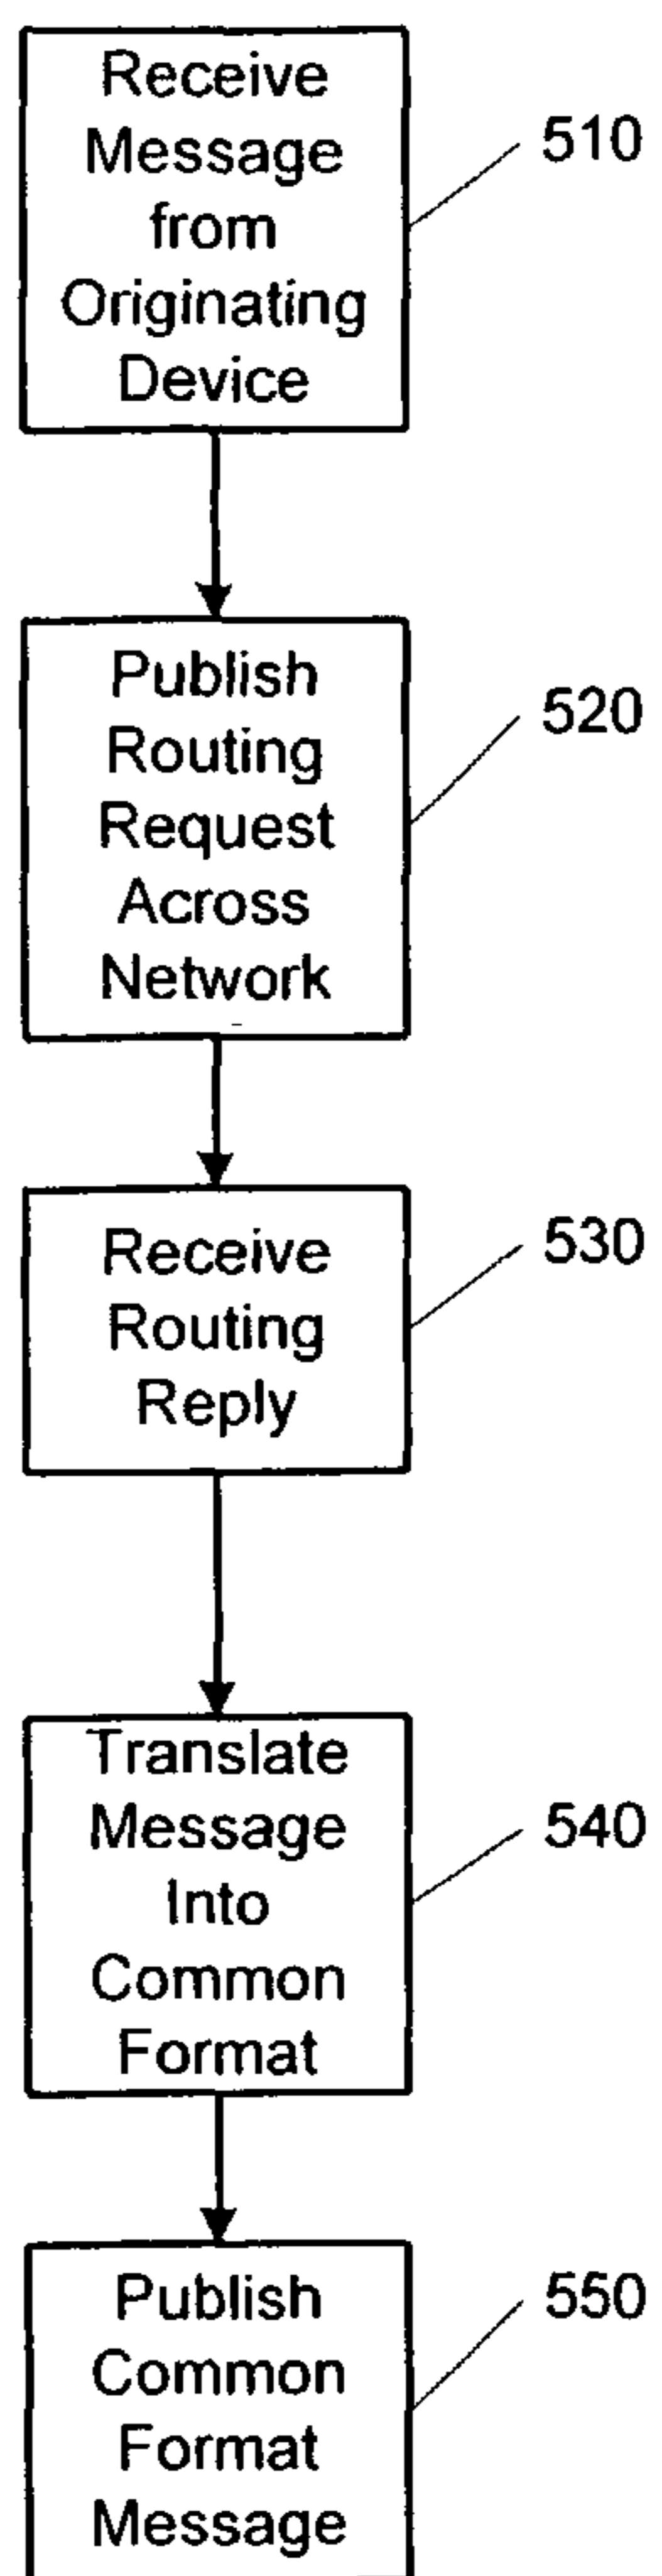 Receive
Message
from
Originating
Device
510
Publish
Routing
Request
Across
Network
520
Receive
Routing
Reply
530
Translate
Message
Into
Common
Format
540
Publish
Common
Format
Message
550